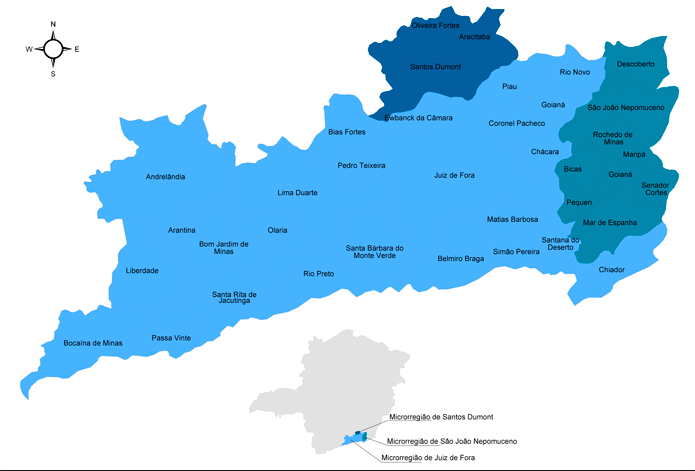 N
W E
S
Oliveira Fortes
Aracitaba
Santos Dumont
Ewbanck da Câmara
Piau
Rio Novo
Descoberto
Goianá
São João Nepomuceno
Coronel Pacheco
Bias Fortes
Rochedo de
Minas
Chácara
Maripá
Pedro Teixeira
Juiz de Fora
Bicas
Goianá
Andrelândia
Senador
Cortes
Lima Duarte
Pequeri
Matias Barbosa
Mar de Espanha
Arantina
Olaria
Bom Jardim de
Minas
Santana do
Deserto
Santa Bárbara do
Monte Verde
Simão Pereira
Belmiro Braga
Liberdade
Rio Preto
Chiador
Santa Rita de
Jacutinga
Passa Vinte
Bocaína de Minas
Microrregião de Santos Dumont
Microrregião de São João Nepomuceno
Microrregião de Juiz de Fora